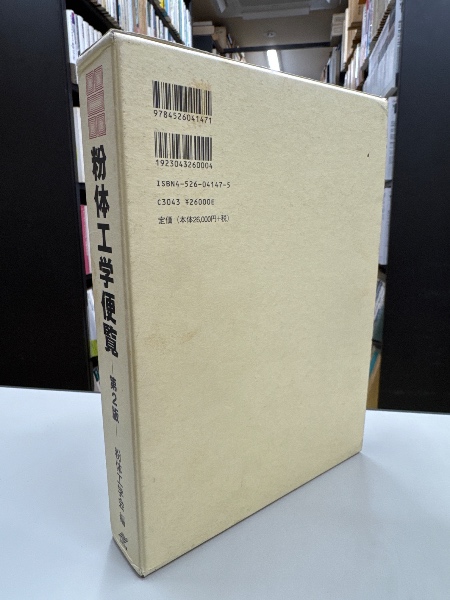 粉体工学便覧
第2版
粉体工学会 編
9784526041471
1923043260004
ISBN4-526-04147-5
C3043 ¥26000E
定価（本体26,000円+税）